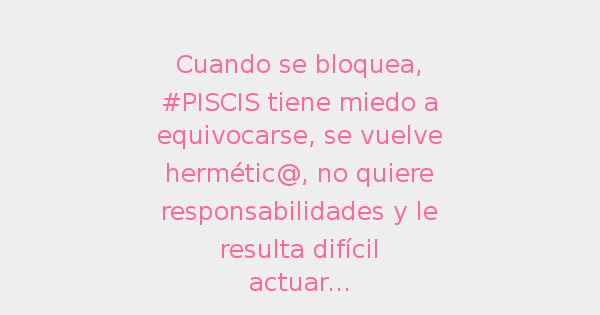 Cuando se bloquea,
#PISCIS tiene miedo a
equivocarse, se vuelve
hermétic@, no quiere
responsabilidades y le
resulta difícil
actuar...